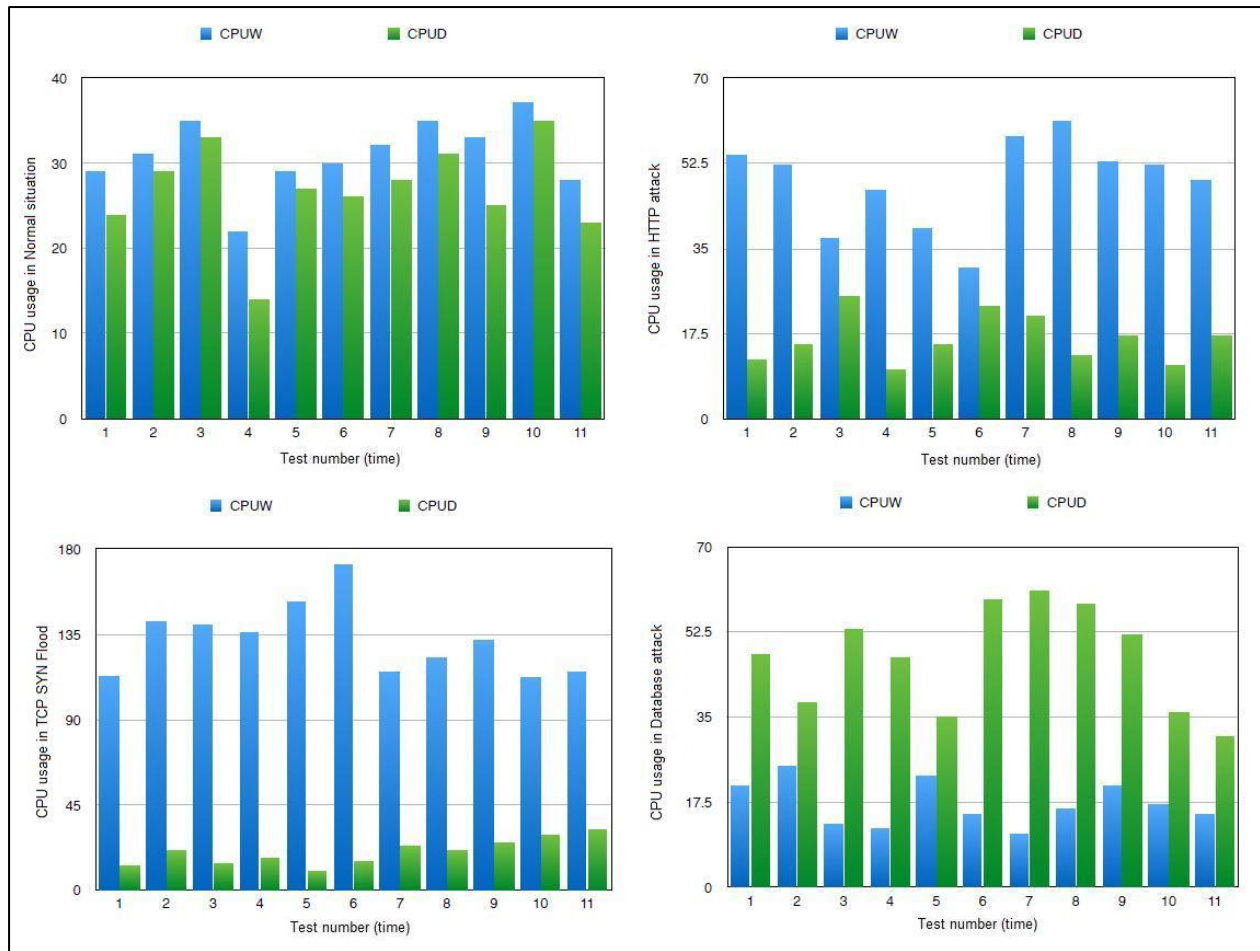 CPUW CPUD
CPU usage in Normal situation
40
30
20
10
0
1 2 3 4 5 6 7 8 9 10 11
Test number (time)
CPUW CPUD
CPU usage in HTTP attack
70
52.5
35
17.5
0
1 2 3 4 5 6 7 8 9 10 11
Test number (time)
CPUW CPUD
CPU usage in TCP SYN Flood
180
135
90
45
0
1 2 3 4 5 6 7 8 9 10 11
Test number (time)
CPUW CPUD
CPU usage in Database attack
70
52.5
35
17.5
0
1 2 3 4 5 6 7 8 9 10 11
Test number (time)